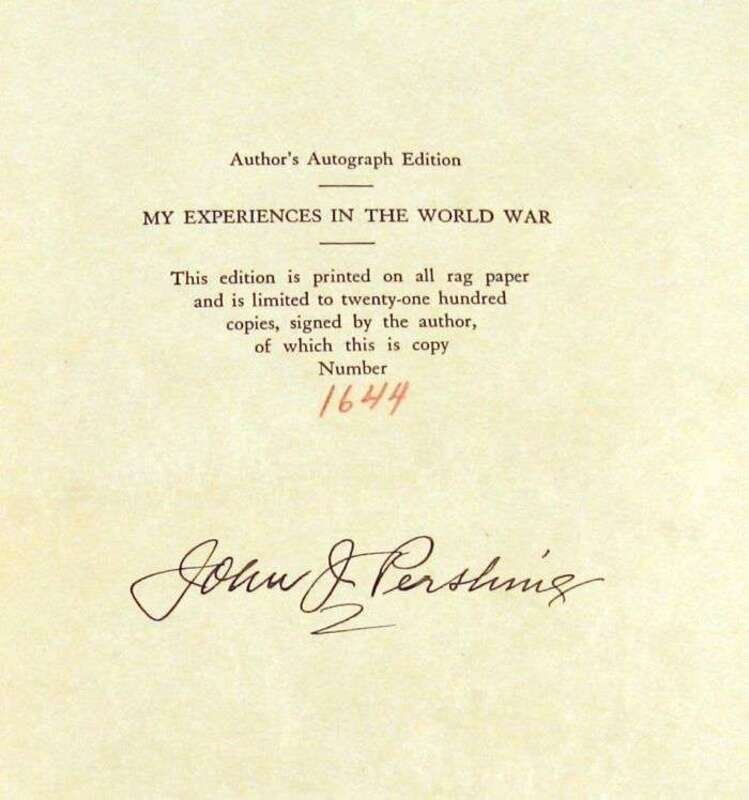 Author's Autograph Edition
MY EXPERIENCES IN THE WORLD WAR
This edition is printed on all rag paper
and is limited to twenty-one hundred
copies, signed by the author,
of which this is copy
Number
1644
John J Pershing